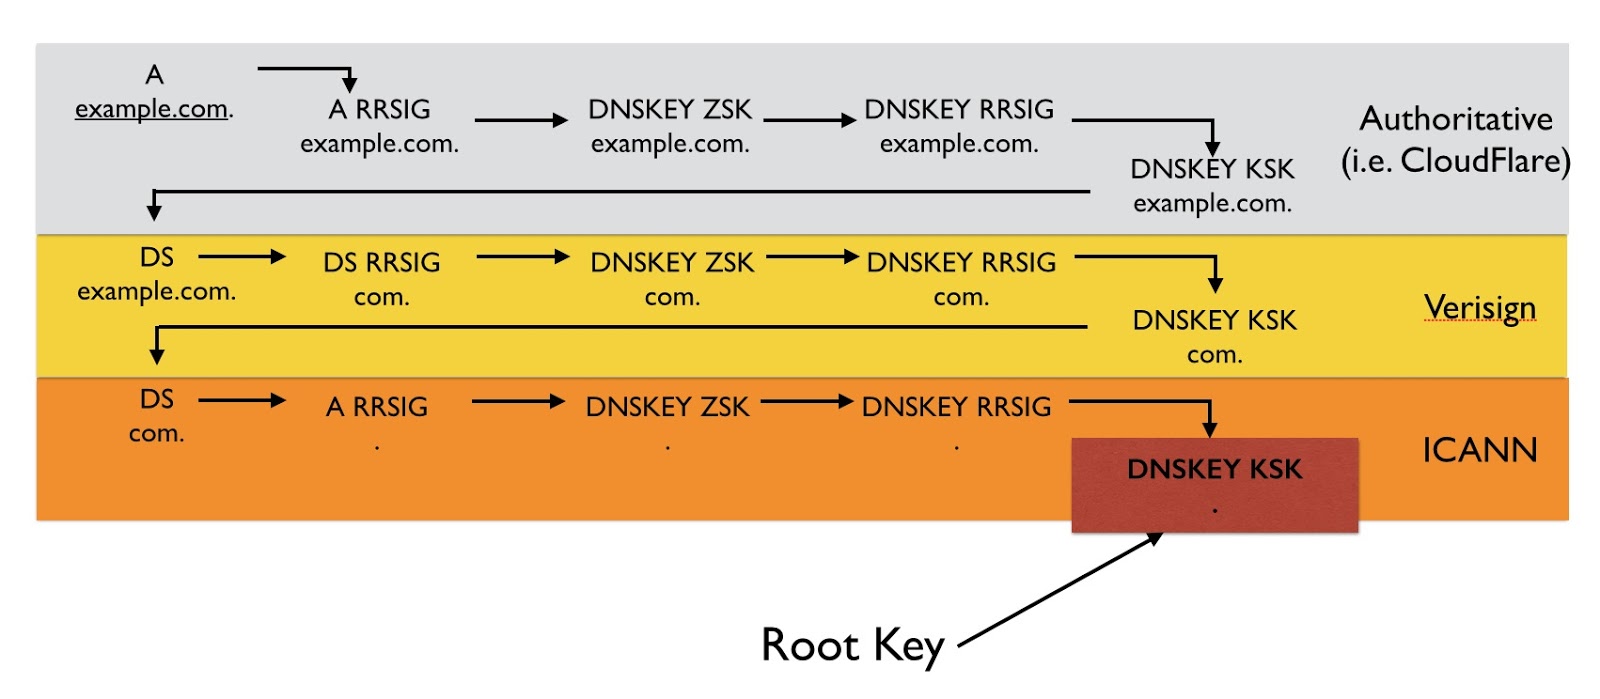 A
example.com.
A RRSIG
example.com.
DNSKEY ZSK
example.com.
DNSKEY RRSIG
example.com.
DNSKEY KSK
example.com.
Authoritative
(i.e. CloudFlare)
DS
example.com.
DS RRSIG
com.
DNSKEY ZSK
com.
DNSKEY RRSIG
com.
DNSKEY KSK
com.
Verisign
DS
com.
A RRSIG
.
DNSKEY ZSK
.
DNSKEY RRSIG
.
DNSKEY KSK
.
ICANN
Root Key